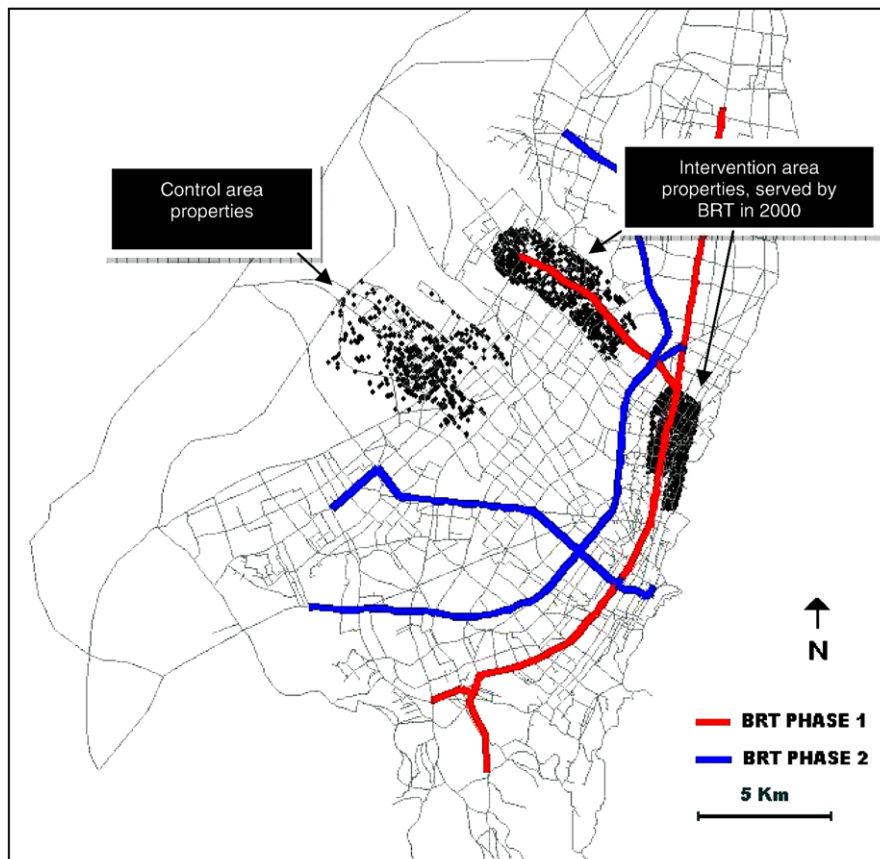 Control area
properties
Intervention area
properties, served by
BRT in 2000
N
BRT PHASE 1
BRT PHASE 2
5 Km